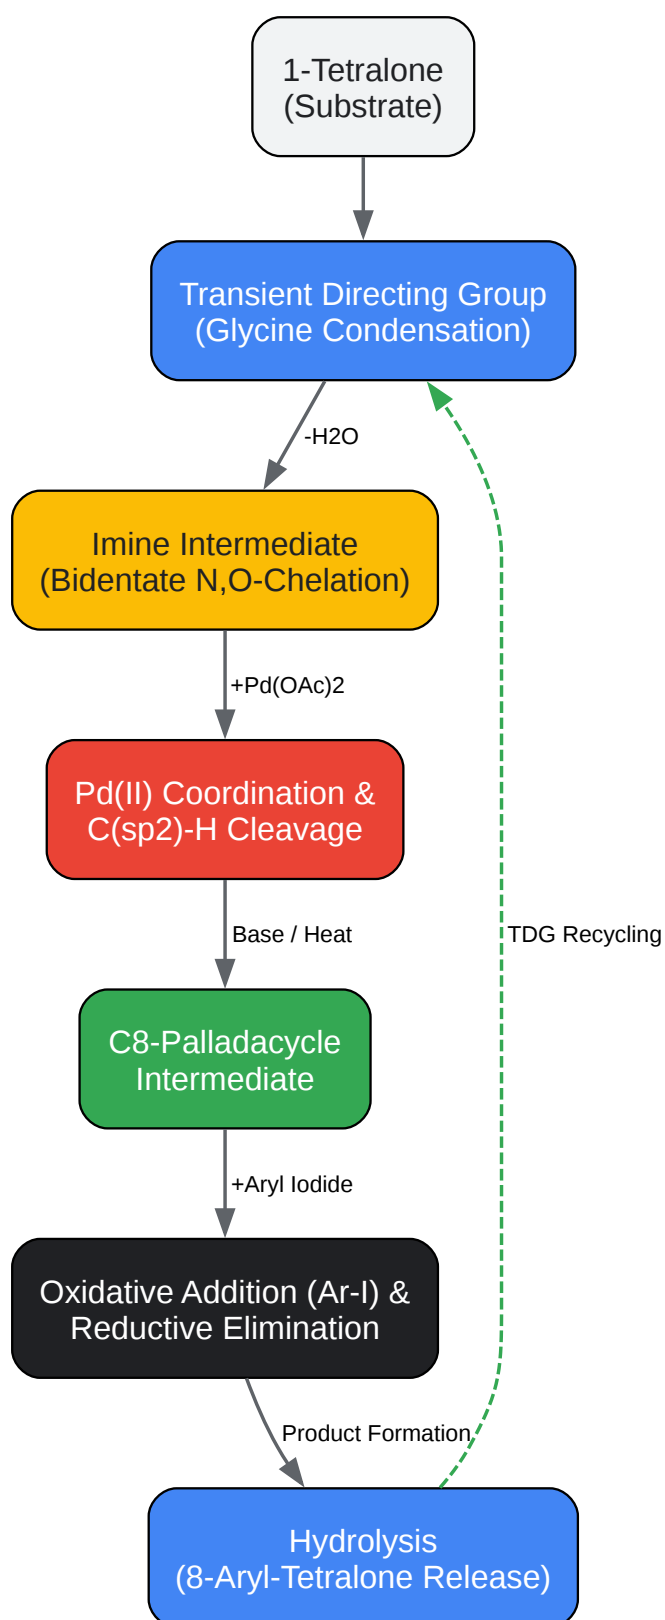 1-Tetralone
(Substrate)
Transient Directing Group
(Glycine Condensation)
-H2O
Imine Intermediate
(Bidentate N,O-Chelation)
+Pd(OAc)2
Pd(II) Coordination &
C(sp2)-H Cleavage
Base / Heat
TDG Recycling
C8-Palladacycle
Intermediate
+Aryl Iodide
Oxidative Addition (Ar-I) &
Reductive Elimination
Product Formation
Hydrolysis
(8-Aryl-Tetralone Release)